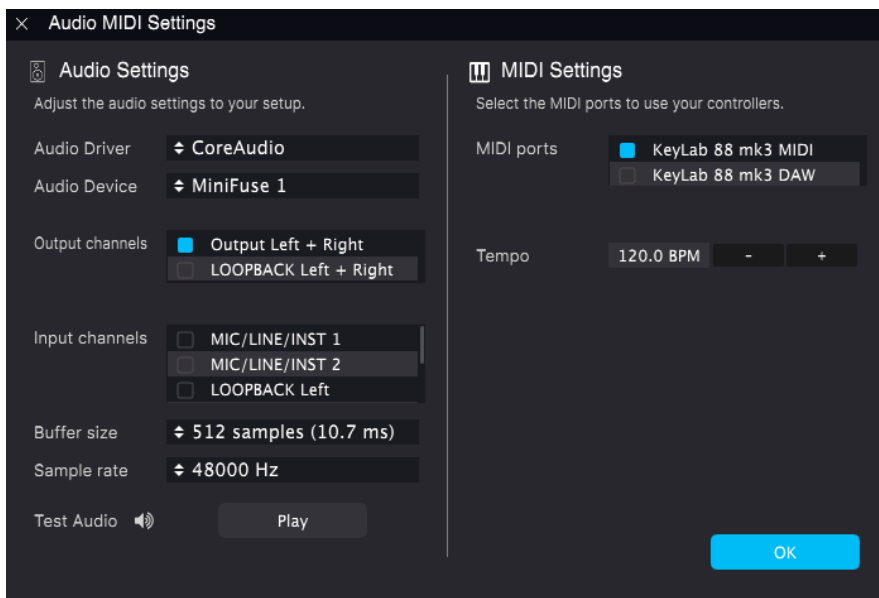 Audio MIDI Settings
Audio Settings
Adjust the audio settings to your setup.
Audio Driver
CoreAudio
Audio Device
MiniFuse 1
Output channels
Output Left + Right
LOOPBACK Left + Right
Input channels
MIC/LINE/INST 1
MIC/LINE/INST 2
LOOPBACK Left
Buffer size
512 samples (10.7 ms)
Sample rate
48000 Hz
Test Audio
Play
MIDI Settings
Select the MIDI ports to use your controllers.
MIDI ports
KeyLab 88 mk3 MIDI
KeyLab 88 mk3 DAW
Tempo
120.0 BPM
-
+
OK